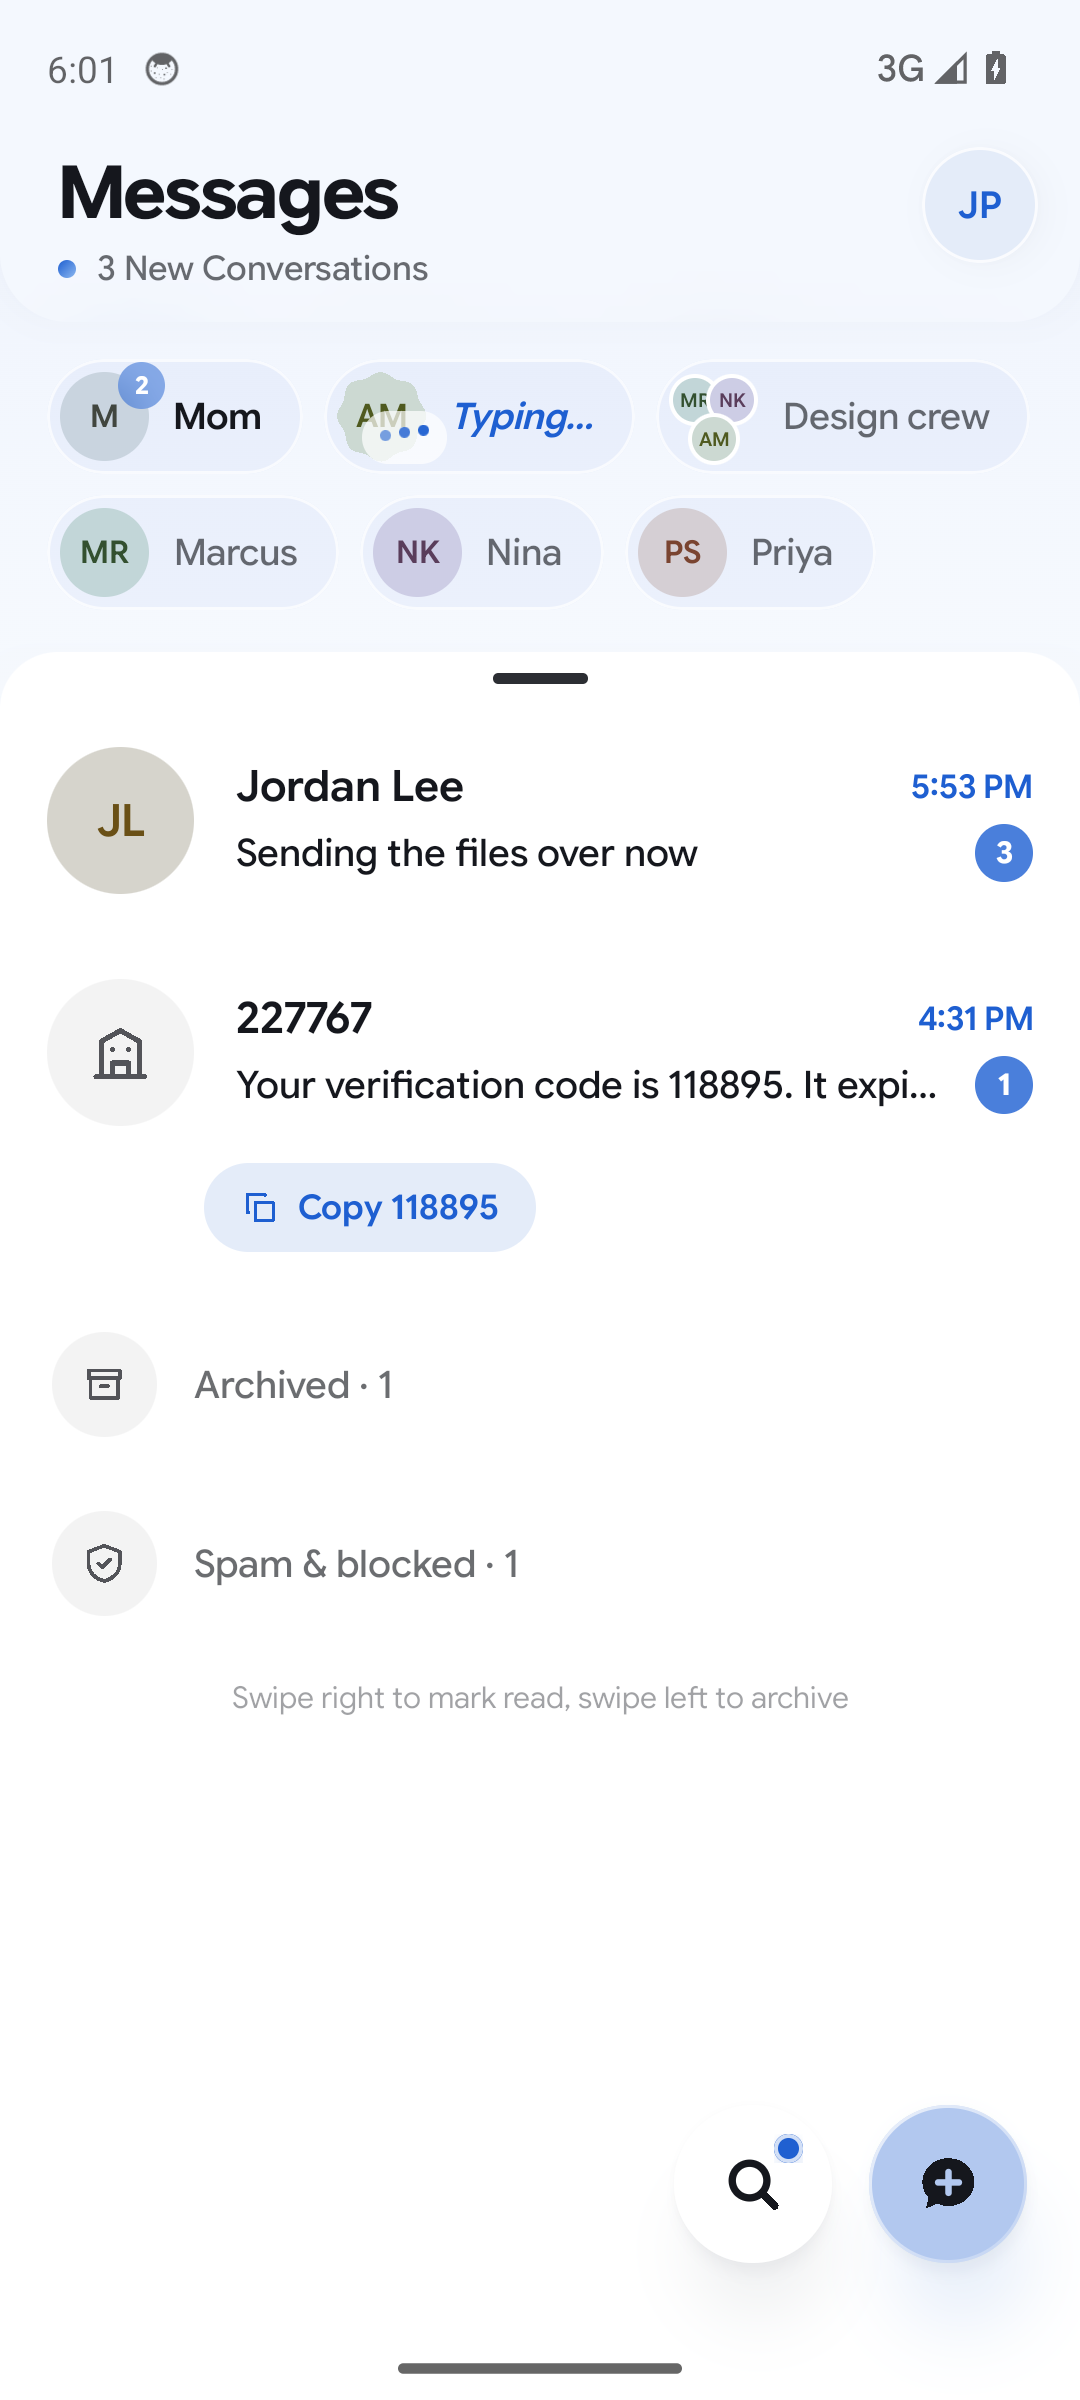 6:01
3G
Messages
JP
3 New Conversations
M
2
Mom
AM
Typing...
MR
NK
AM
Design crew
MR
Marcus
NK
Nina
PS
Priya
JL
Jordan Lee
5:53 PM
Sending the files over now
3
227767
4:31 PM
Your verification code is 118895. It expi...
1
Copy 118895
Archived · 1
Spam & blocked · 1
Swipe right to mark read, swipe left to archive